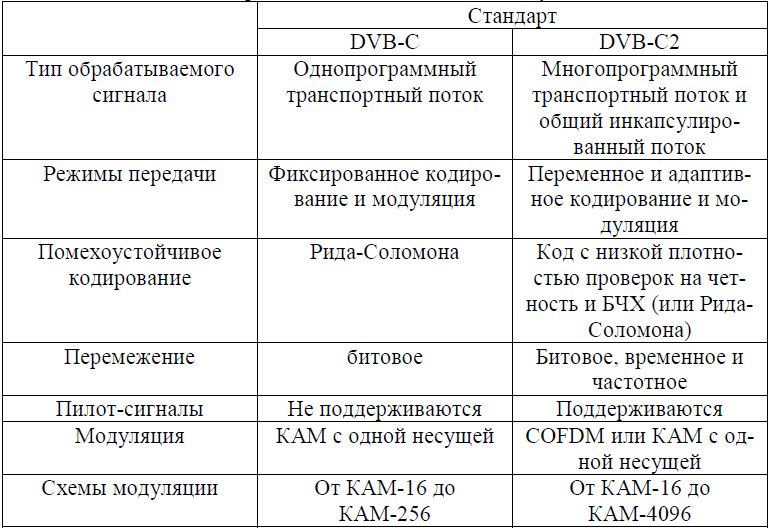 Стандарт
DVB-C DVB-C2
Тип обрабатываемого сигнала
Однопрограммный транспортный поток
Многопрограммный транспортный поток и общий инкапсулиро-
ванный поток
Режимы передачи
Фиксированное кодиро-
вание и модуляция
Переменное и адаптив-
ное кодирование и мо-
дуляция
Помехоустойчивое
кодирование
Рида-Соломона
Код с низкой плотно-
стью проверок на чет-
ность и БЧХ (или Рида-
Соломона)
Перемежение
битовое
Битовое, временное и
частотное
Пилот-сигналы
Не поддерживаются
Поддерживаются
Модуляция
КАМ с одной несущей
COFDM или КАМ с од-
ной несущей
Схемы модуляции
От КАМ-16 до
КАМ-256
От КАМ-16 до
КАМ-4096